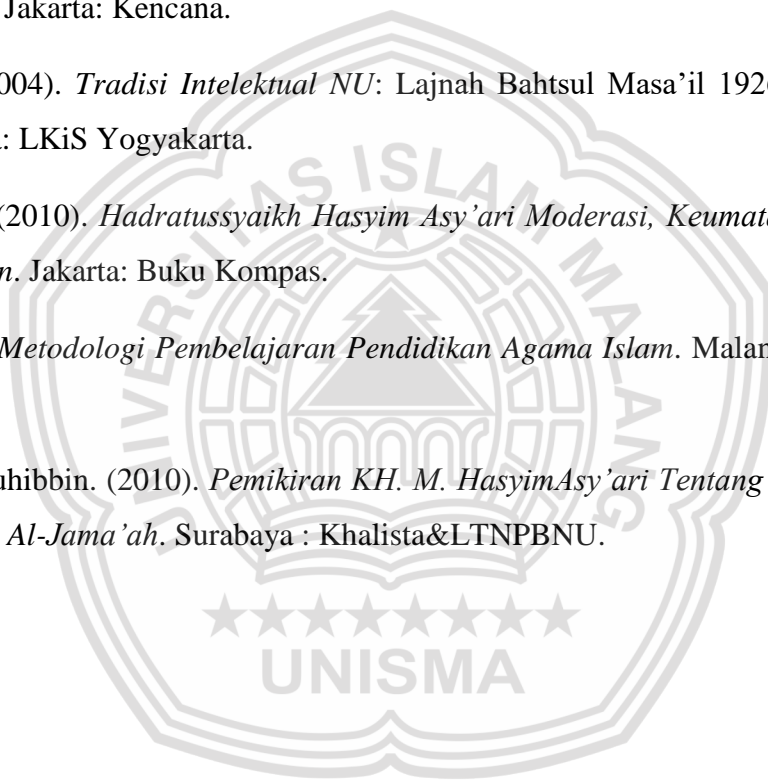 Jakarta: Kencana.
004). Tradisi Intelektual NU: Lajnah Bahtsul Masa’il 192
: LKiS Yogyakarta.
(2010). Hadratussyaikh Hasyim Asy’ari Moderasi, Keumat
n. Jakarta: Buku Kompas.
Metodologi Pembelajaran Pendidikan Agama Islam. Malan
uhibbin. (2010). Pemikiran KH. M. HasyimAsy’ari Tentang
Al-Jama’ah. Surabaya : Khalista&LTNPBNU.
UNIVERSITAS ISLAM MALANG
UNISMA